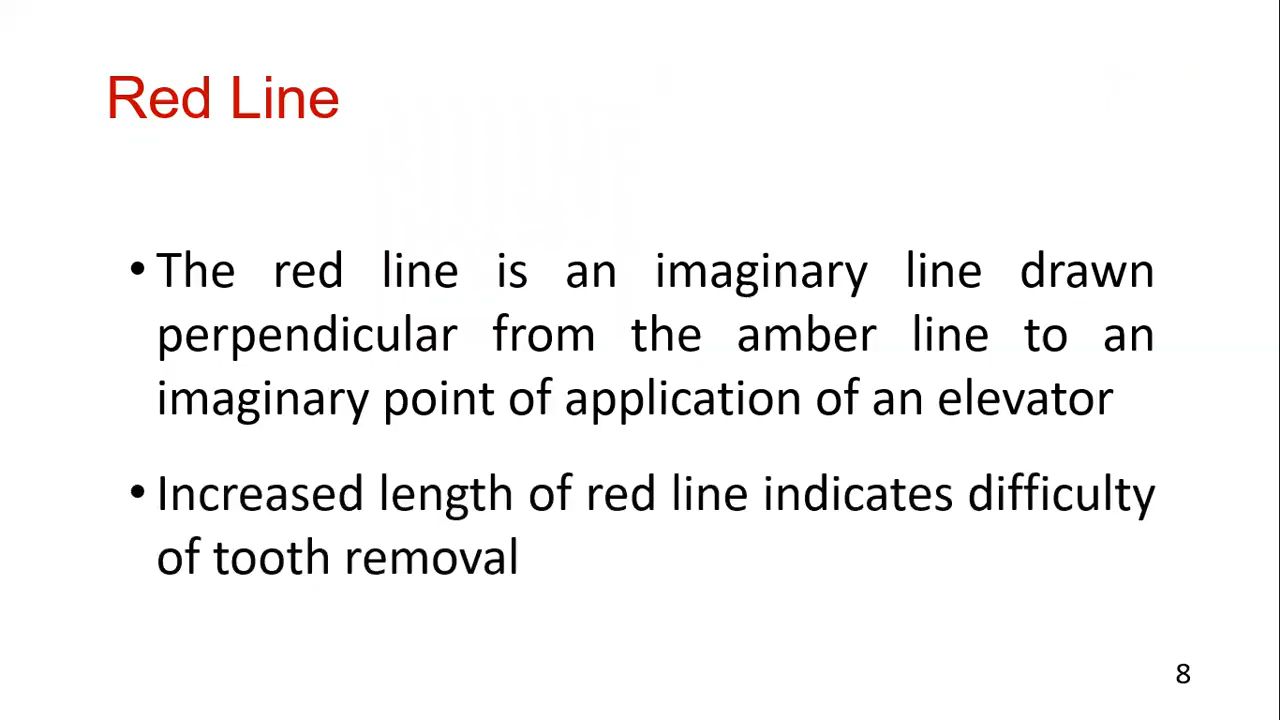 Red Line
• The red line is an imaginary line drawn
perpendicular from the amber line to an
imaginary point of application of an elevator
• Increased length of red line indicates difficulty
of tooth removal
8